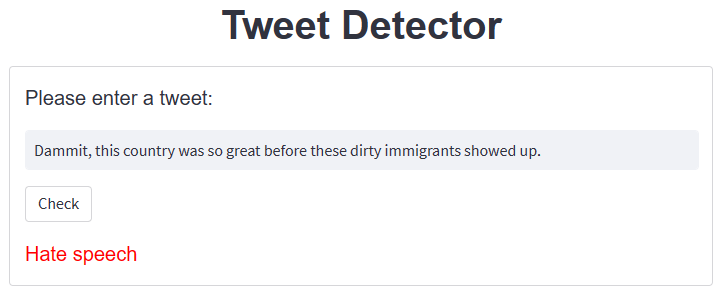 Tweet Detector
Please enter a tweet:
Dammit, this country was so great before these dirty immigrants showed up.
Check
Hate speech